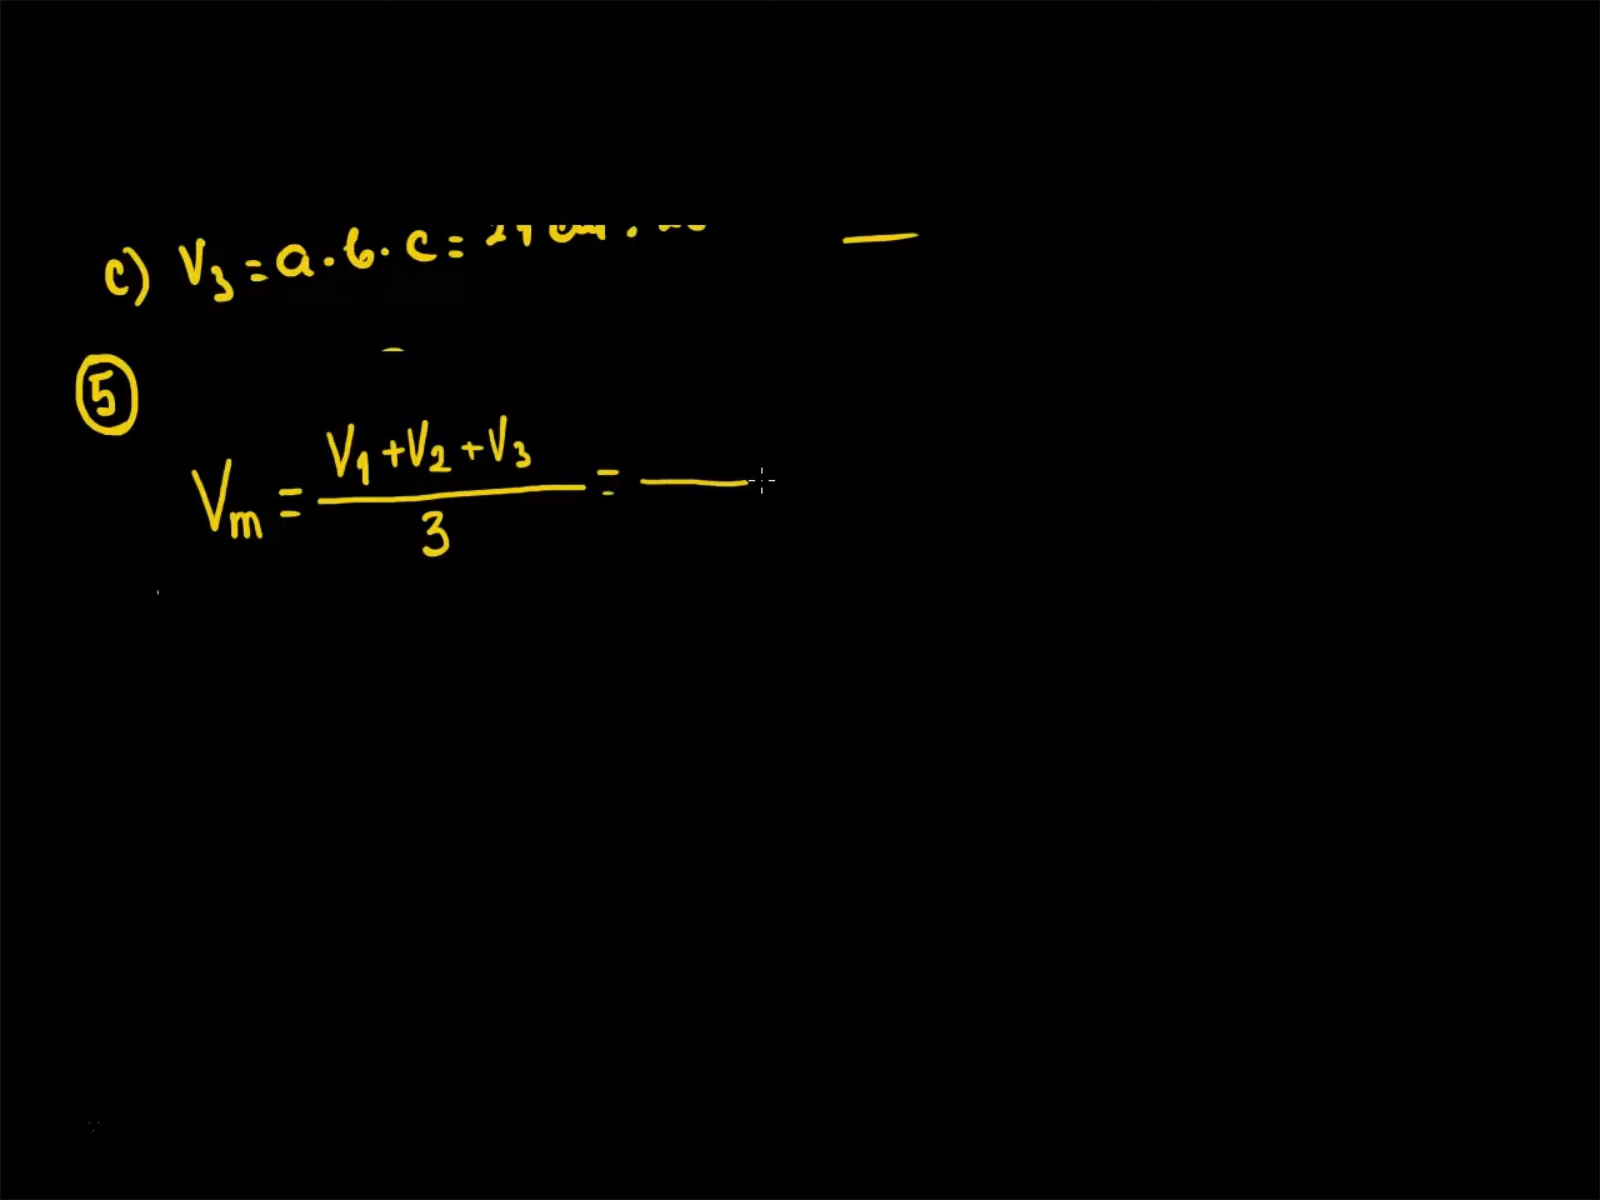 c) V₃ = a · b · c =
5
Vm = (V₁ + V₂ + V₃) / 3 =